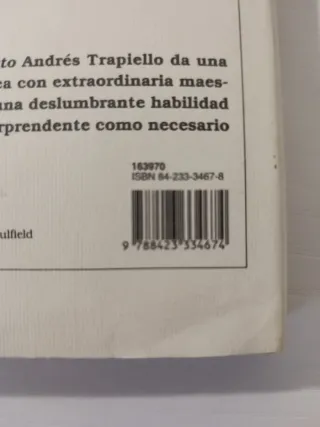 to Andrés Trapiello da una
ca con extraordinaria maes-
una deslumbrante habilidad
rprendente como necesario
163970
ISBN 84-233-3467-8
9 788423 334674
ulfield